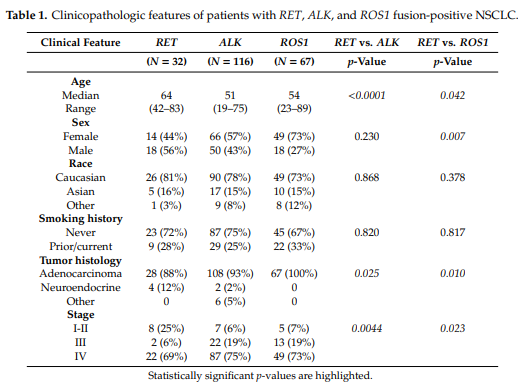 Table 1. Clinicopathologic features of patients with RET, ALK, and ROS1 fusion-positive NSCLC.
Clinical Feature RET ALK ROS1 RET vs. ALK RET vs. ROS1
(N = 32) (N = 116) (N = 67) p-Value p-Value
Age
Median 64 51 54 <0.0001 0.042
Range (42–83) (19–75) (23–89)
Sex
Female 14 (44%) 66 (57%) 49 (73%) 0.230 0.007
Male 18 (56%) 50 (43%) 18 (27%)
Race
Caucasian 26 (81%) 90 (78%) 49 (73%) 0.868 0.378
Asian 5 (16%) 17 (15%) 10 (15%)
Other 1 (3%) 9 (8%) 8 (12%)
Smoking history
Never 23 (72%) 87 (75%) 45 (67%) 0.820 0.817
Prior/current 9 (28%) 29 (25%) 22 (33%)
Tumor histology
Adenocarcinoma 28 (88%) 108 (93%) 67 (100%) 0.025 0.010
Neuroendocrine 4 (12%) 2 (2%) 0
Other 0 6 (5%) 0
Stage
I-II 8 (25%) 7 (6%) 5 (7%) 0.0044 0.023
III 2 (6%) 22 (19%) 13 (19%)
IV 22 (69%) 87 (75%) 49 (73%)
Statistically significant p-values are highlighted.